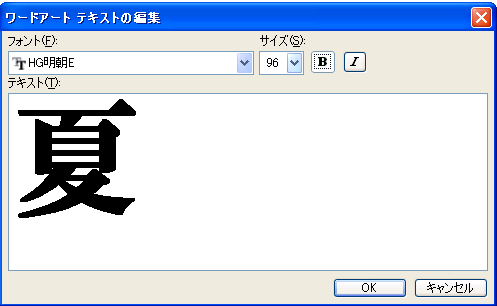 ワードアート テキストの編集
フォント(F): サイズ(S):
HG明朝E 96 B I
テキスト(T):
夏
OK キャンセル